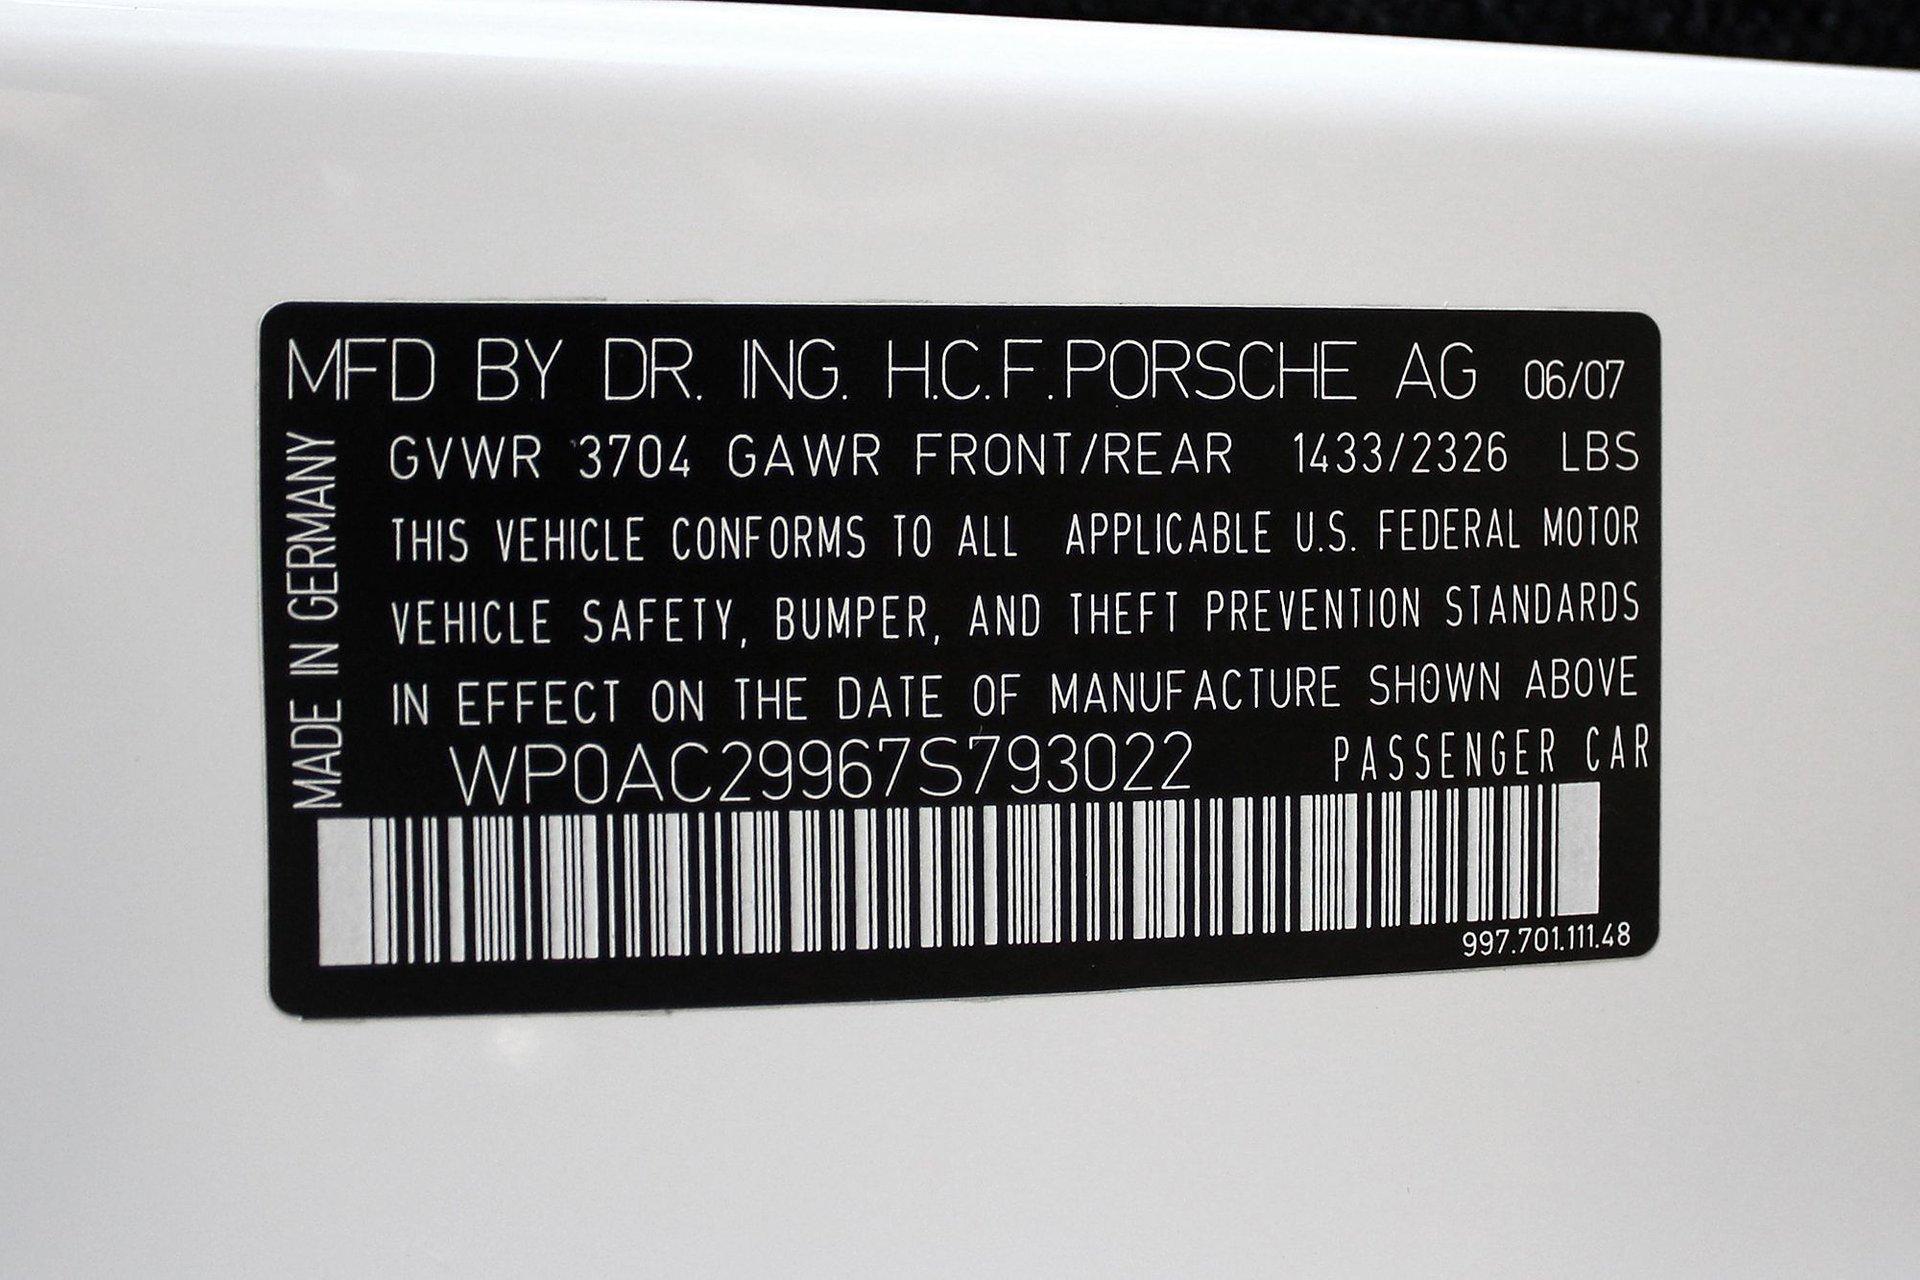 MFD BY DR. ING. H.C.F.PORSCHE AG 06/07
GVWR 3704 GAWR FRONT/REAR 1433/2326 LBS
THIS VEHICLE CONFORMS TO ALL APPLICABLE U.S. FEDERAL MOTOR
VEHICLE SAFETY, BUMPER, AND THEFT PREVENTION STANDARDS
IN EFFECT ON THE DATE OF MANUFACTURE SHOWN ABOVE
WP0AC29967S793022 PASSENGER CAR
997.701.111.48
MADE IN GERMANY